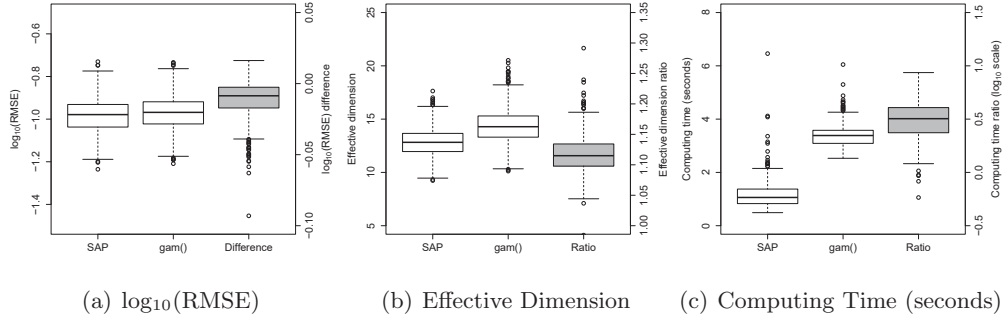 −0.6
−0.8
−1.0
−1.2
−1.4
log10(RMSE)
0.05
0.00
−0.05
−0.10
log10(RMSE) difference
SAP gam() Difference
25
20
15
10
5
Effective dimension
1.35
1.30
1.25
1.20
1.15
1.10
1.05
1.00
Effective dimension ratio
SAP gam() Ratio
8
6
4
2
0
Computing time (seconds)
1.5
1.0
0.5
0.0
−0.5
Computing time ratio (log10 scale)
SAP gam() Ratio
(a) log10(RMSE)
(b) Effective Dimension
(c) Computing Time (seconds)